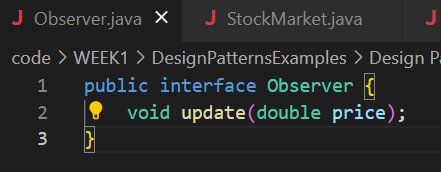 J Observer.java × J StockMarket.java J
code > WEEK1 > DesignPatternsExamples > Design
1 public interface Observer {
2 void update(double price);
3 }